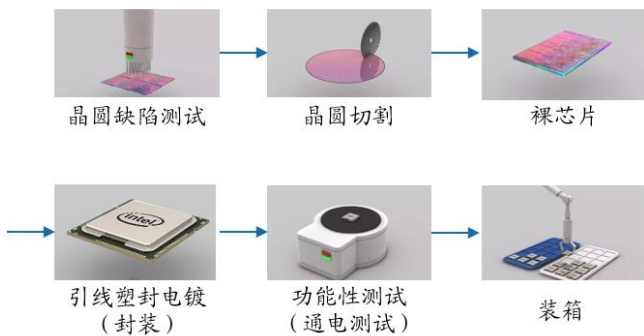 晶圆缺陷测试
晶圆切割
裸芯片
intel
引线塑封电镀
（封装）
功能性测试
（通电测试）
装箱